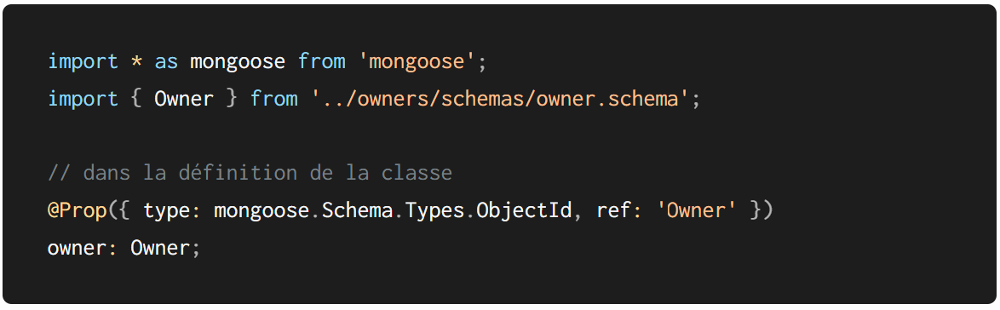 import * as mongoose from 'mongoose';
import { Owner } from '../owners/schemas/owner.schema';
// dans la définition de la classe
@Prop({ type: mongoose.Schema.Types.ObjectId, ref: 'Owner' })
owner: Owner;